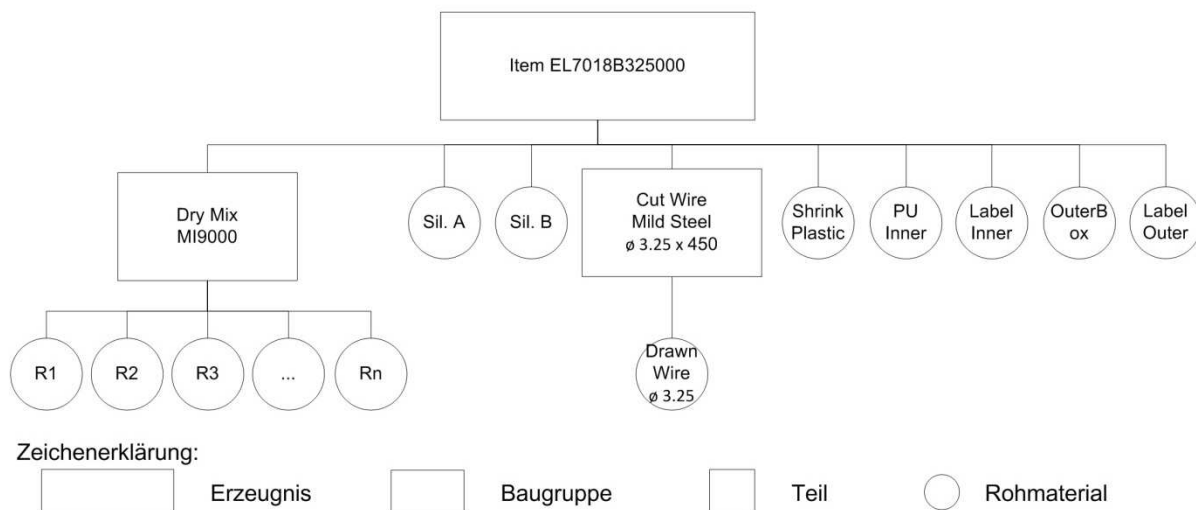 Item EL7018B325000
Dry Mix
MI9000
Sil. A
Sil. B
Cut Wire
Mild Steel
ø 3.25 x 450
Shrink
Plastic
PU
Inner
Label
Inner
OuterB
ox
Label
Outer
R1
R2
R3
...
Rn
Drawn
Wire
ø 3.25
Zeichenerklärung:
Erzeugnis
Baugruppe
Teil
Rohmaterial